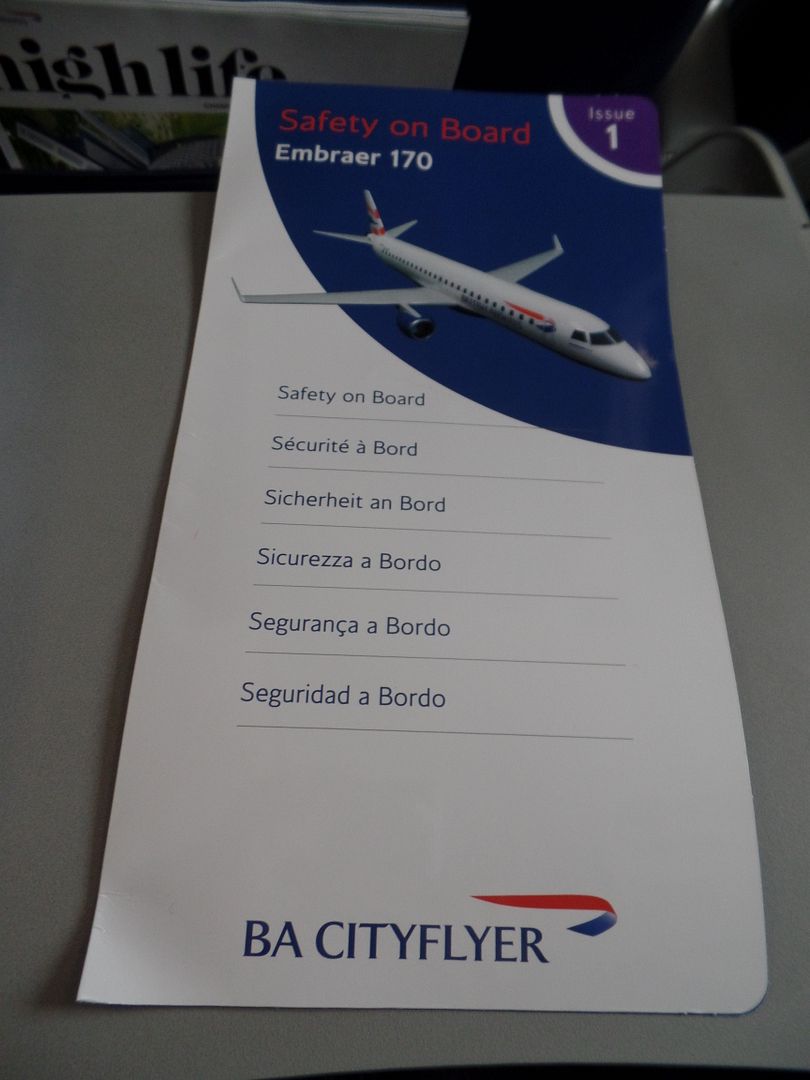 high life
Safety on Board
Embraer 170
Issue
1
Safety on Board
Sécurité à Bord
Sicherheit an Bord
Sicurezza a Bordo
Segurança a Bordo
Seguridad a Bordo
BA CITYFLYER